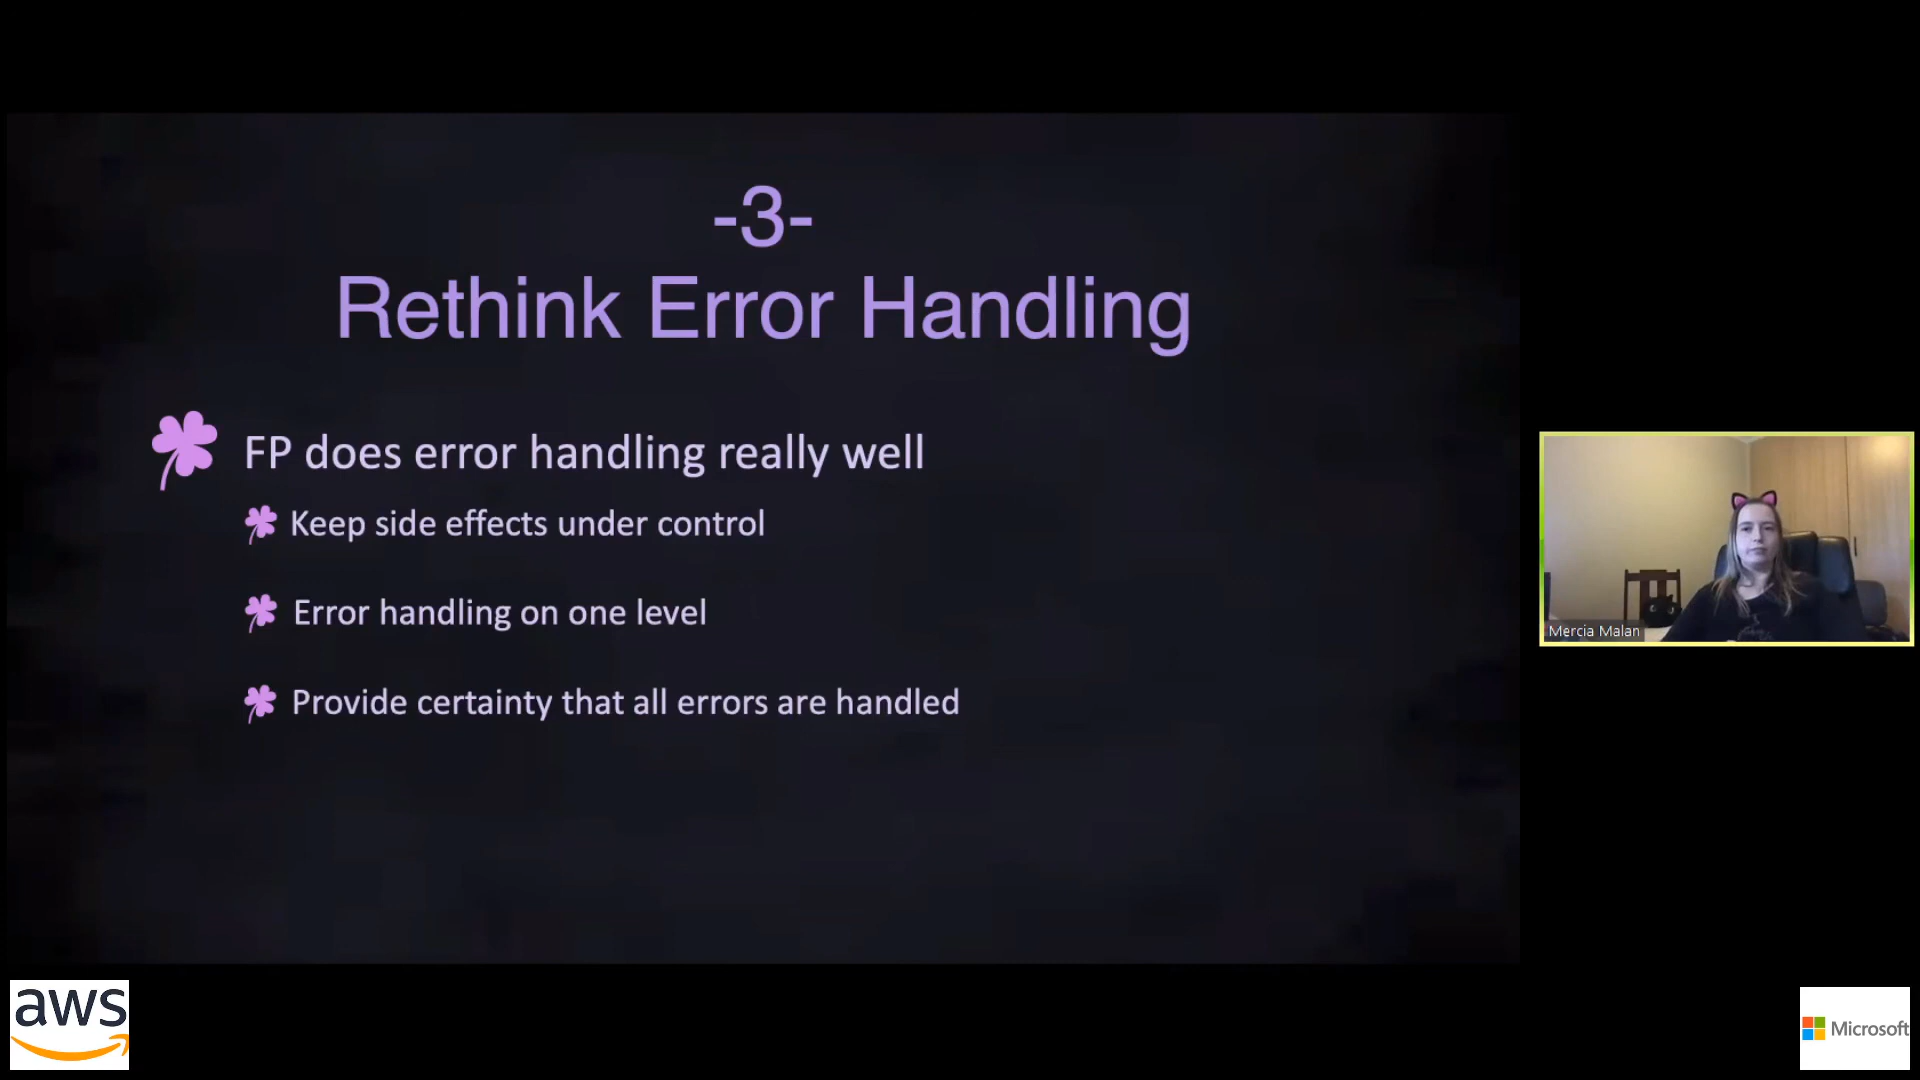 -3-
Rethink Error Handling
FP does error handling really well
Keep side effects under control
Error handling on one level
Provide certainty that all errors are handled
Mercia Malan
aws
Microsoft